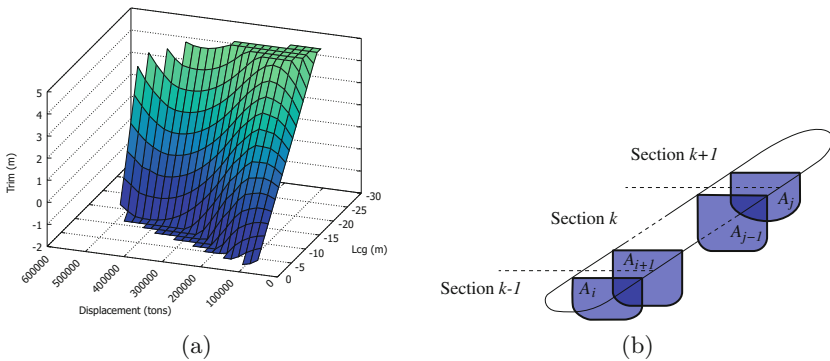 5
4
3
2
1
0
-1
-2
Trim (m)
600000
500000
400000
300000
200000
100000
0
Displacement (tons)
0
-5
-10
-15
-20
-25
-30
Lcg (m)
(a)
Section k+1
Section k
Section k-1
A_j
A_{j-1}
A_{i+1}
A_i
(b)